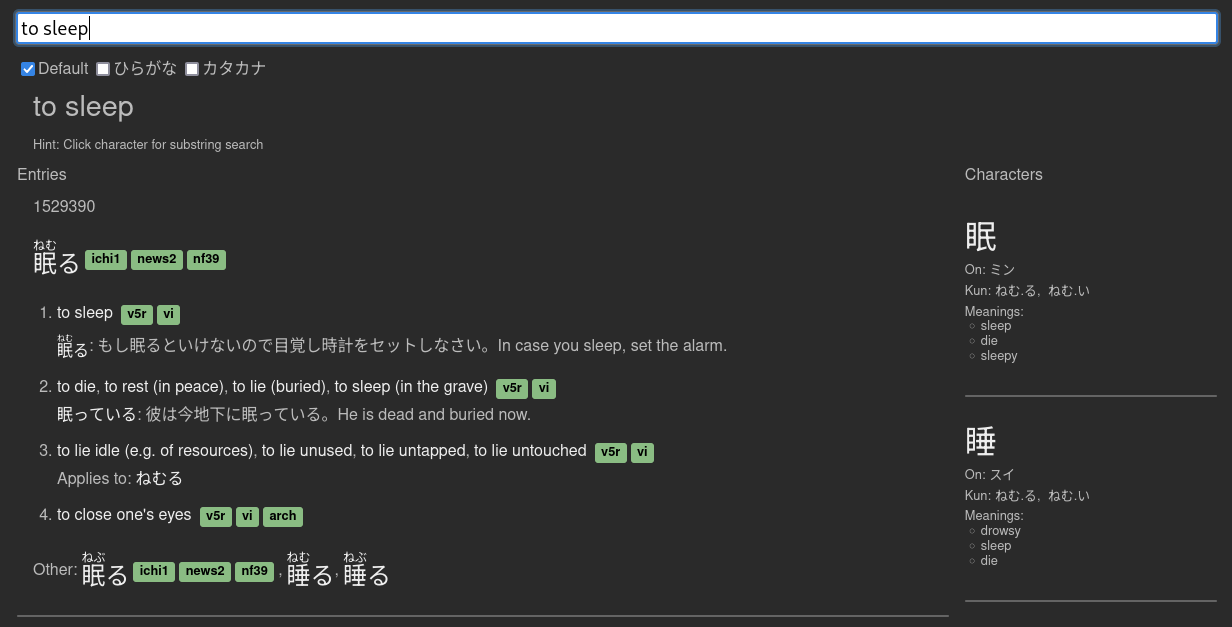 to sleep
Default ひらがな カタカナ
to sleep
Hint: Click character for substring search
Entries
1529390
ねむ
眠る ichi1 news2 nf39
1. to sleep v5r vi
ねむ
眠る: もし眠るといけないので目覚し時計をセットしなさい。In case you sleep, set the alarm.
2. to die, to rest (in peace), to lie (buried), to sleep (in the grave) v5r vi
眠っている: 彼は今地下に眠っている。He is dead and buried now.
3. to lie idle (e.g. of resources), to lie unused, to lie untapped, to lie untouched v5r vi
Applies to: ねむる
4. to close one's eyes v5r vi arch
ねぶ ねむ ねぶ
Other: 眠る ichi1 news2 nf39 , 睡る, 睡る
Characters
眠
On: ミン
Kun: ねむ.る, ねむ.い
Meanings:
◦ sleep
◦ die
◦ sleepy
睡
On: スイ
Kun: ねむ.る, ねむ.い
Meanings:
◦ drowsy
◦ sleep
◦ die